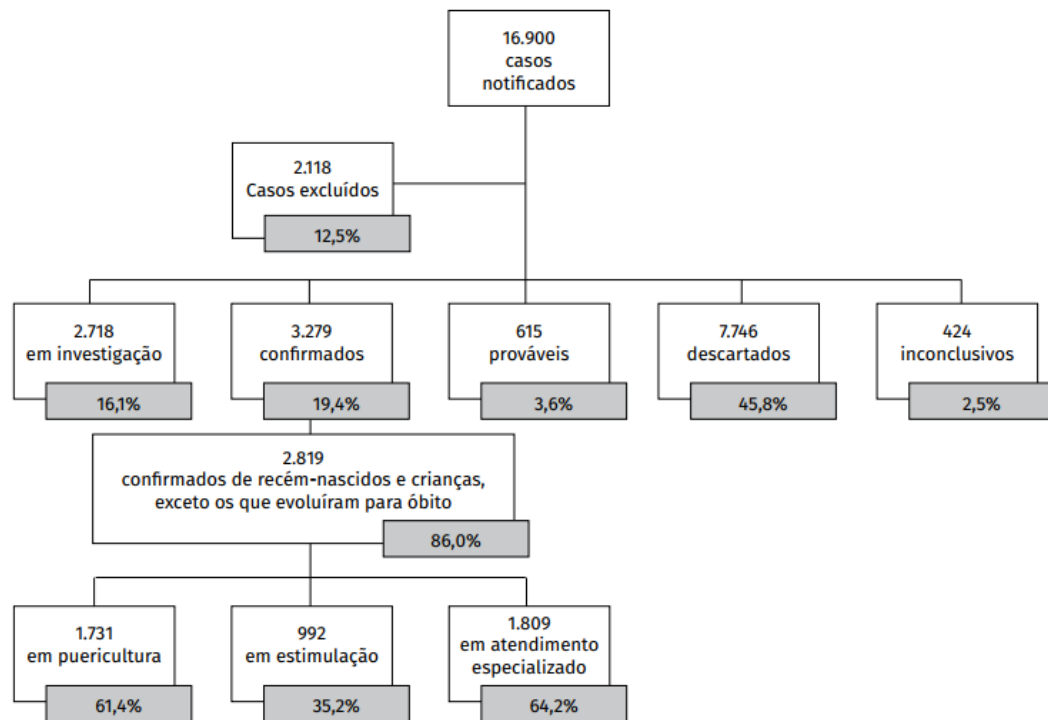 16.900
casos
notificados
2.118
Casos excluídos
12,5%
2.718
em investigação
16,1%
3.279
confirmados
19,4%
615
prováveis
3,6%
7.746
descartados
45,8%
424
inconclusivos
2,5%
2.819
confirmados de recém-nascidos e crianças,
exceto os que evoluíram para óbito
86,0%
1.731
em puericultura
61,4%
992
em estimulação
35,2%
1.809
em atendimento
especializado
64,2%